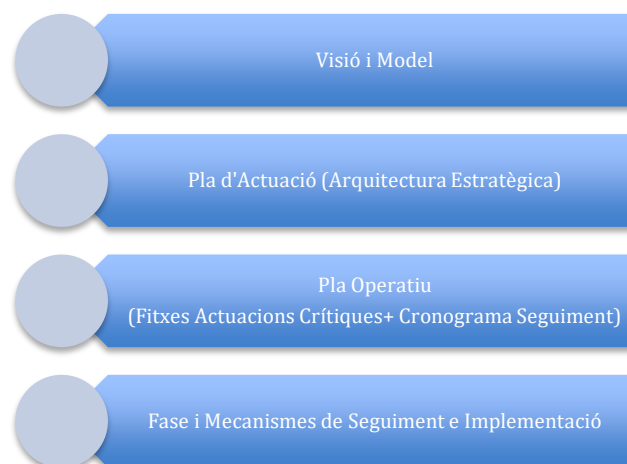 Visió i Model
Pla d'Actuació (Arquitectura Estratègica)
Pla Operatiu
(Fitxes Actuacions Crítiques+ Cronograma Seguiment)
Fase i Mecanismes de Seguiment e Implementació